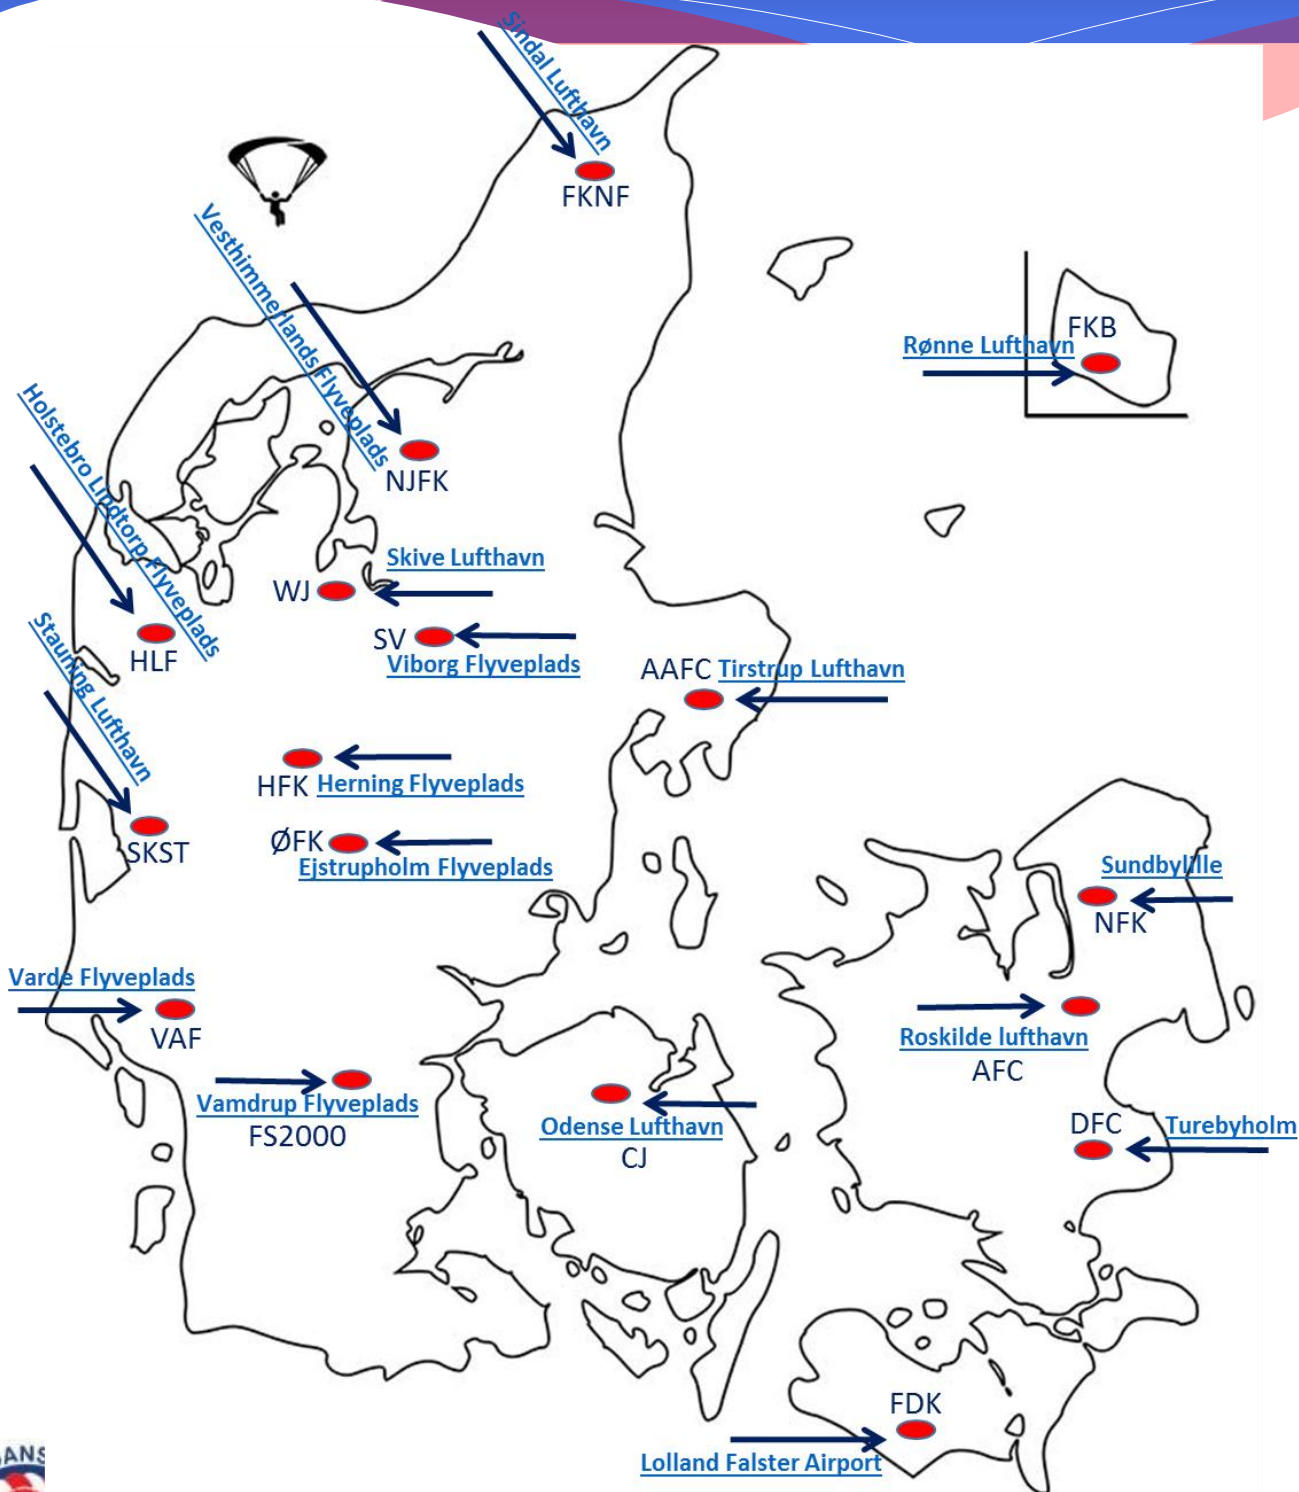 Sindal Lufthavn
FKNF
Vesthimmerlands Flyveplads
NJFK
FKB
Rønne Lufthavn
Holstebro Lindtorp Flyveplads
HLF
Skive Lufthavn
WJ
SV
Viborg Flyveplads
AAFC Tirstrup Lufthavn
Stauning Lufthavn
SKST
HFK Herning Flyveplads
ØFK
Ejstrupholm Flyveplads
Sundbylille
NFK
Varde Flyveplads
VAF
Roskilde lufthavn
AFC
Vamdrup Flyveplads
FS2000
Odense Lufthavn
CJ
DFC Turebyholm
FDK
Lolland Falster Airport